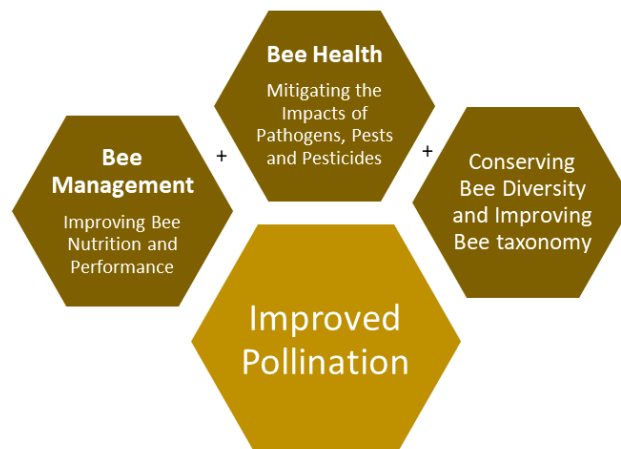 Bee
Management
Improving Bee
Nutrition and
Performance
+
Bee Health
Mitigating the
Impacts of
Pathogens, Pests
and Pesticides
+
Conserving
Bee Diversity
and Improving
Bee taxonomy
Improved
Pollination